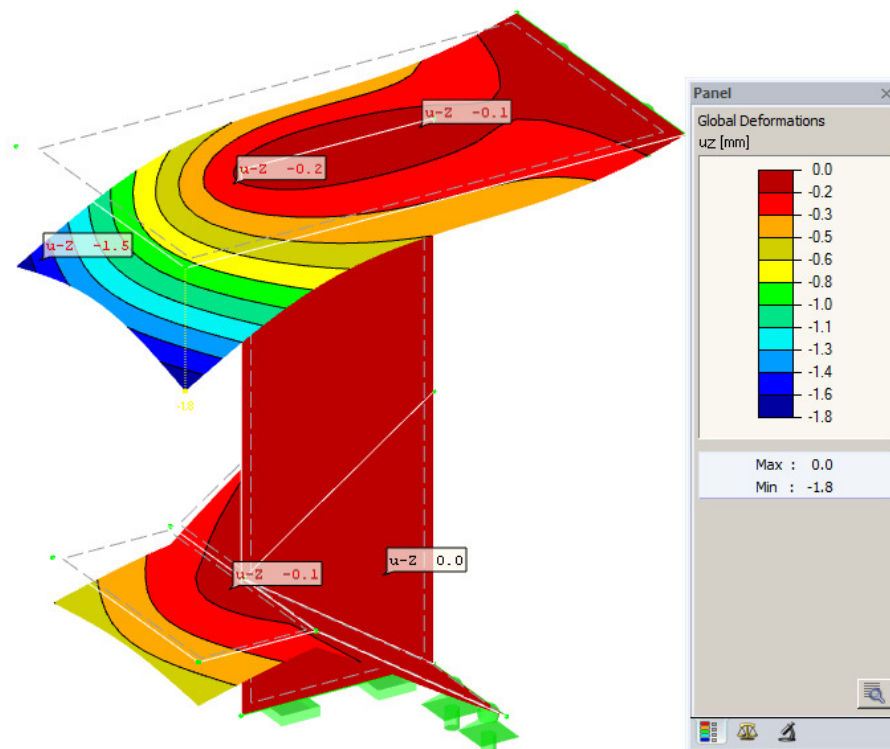 u-Z -0.1
u-Z -0.2
u-Z -1.5
-1.8
u-Z 0.0
u-Z -0.1
Panel
Global Deformations
uz [mm]
0.0
-0.2
-0.3
-0.5
-0.6
-0.8
-1.0
-1.1
-1.3
-1.4
-1.6
-1.8
Max : 0.0
Min : -1.8